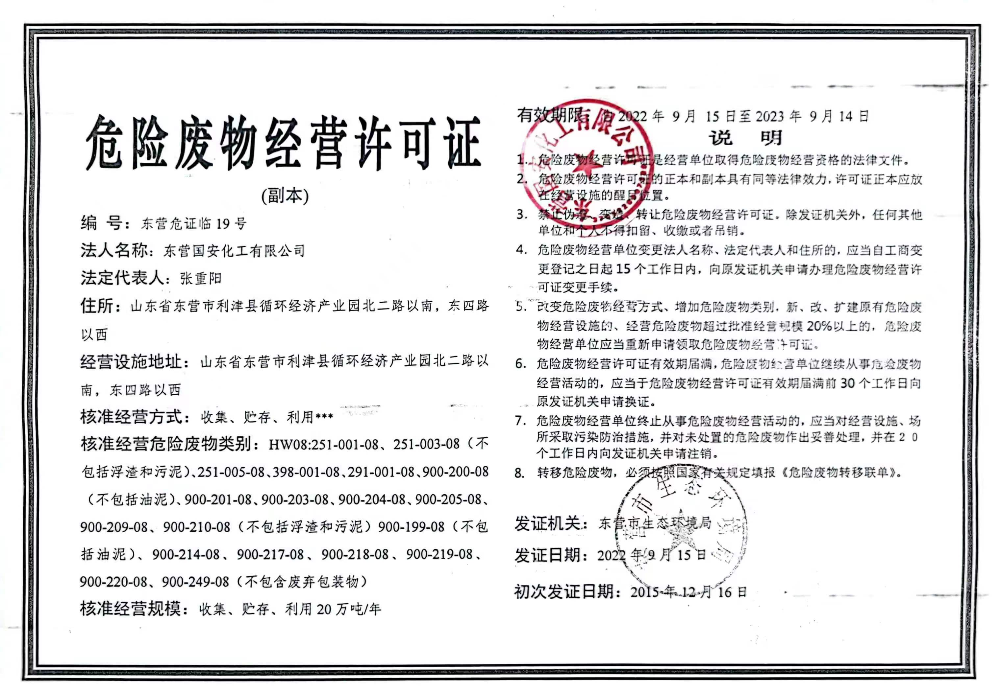 危险废物经营许可证
(副本)
编 号：东营危证临 19 号
法人名称：东营国安化工有限公司
法定代表人：张重阳
住所：山东省东营市利津县循环经济产业园北二路以南，东四路
以西
经营设施地址：山东省东营市利津县循环经济产业园北二路以
南，东四路以西
核准经营方式：收集、贮存、利用***
核准经营危险废物类别：HW08:251-001-08、251-003-08（不
包括浮渣和污泥）、251-005-08、398-001-08、291-001-08、900-200-08
（不包括油泥）、900-201-08、900-203-08、900-204-08、900-205-08、
900-209-08、900-210-08（不包括浮渣和污泥）900-199-08（不包
括油泥）、900-214-08、900-217-08、900-218-08、900-219-08、
900-220-08、900-249-08（不包含废弃包装物）
核准经营规模：收集、贮存、利用 20 万吨/年
有效期限：自 2022 年 9 月 15 日至 2023 年 9 月 14 日
说 明
1. 危险废物经营许可证是经营单位取得危险废物经营资格的法律文件。
2. 危险废物经营许可证的正本和副本具有同等法律效力，许可证正本应放
在经营设施的醒目位置。
3. 禁止伪造、变造、转让危险废物经营许可证。除发证机关外，任何其他
单位和个人不得扣留、收缴或者吊销。
4. 危险废物经营单位变更法人名称、法定代表人和住所的，应当自工商变
更登记之日起 15 个工作日内，向原发证机关申请办理危险废物经营许
可证变更手续。
5. 改变危险废物经营方式、增加危险废物类别，新、改、扩建原有危险废
物经营设施的、经营危险废物超过批准经营规模 20%以上的，危险废
物经营单位应当重新申请领取危险废物经营许可证。
6. 危险废物经营许可证有效期届满，危险废物经营单位继续从事危险废物
经营活动的，应当于危险废物经营许可证有效期届满前 30 个工作日向
原发证机关申请换证。
7. 危险废物经营单位终止从事危险废物经营活动的，应当对经营设施、场
所采取污染防治措施，并对未处置的危险废物作出妥善处理，并在２０
个工作日内向发证机关申请注销。
8. 转移危险废物，必须按照国家有关规定填报《危险废物转移联单》。
发证机关：东营市生态环境局
发证日期：2022 年 9 月 15 日
初次发证日期：2015 年 12 月 16 日
东营国安化工有限公司
营市生态环境局